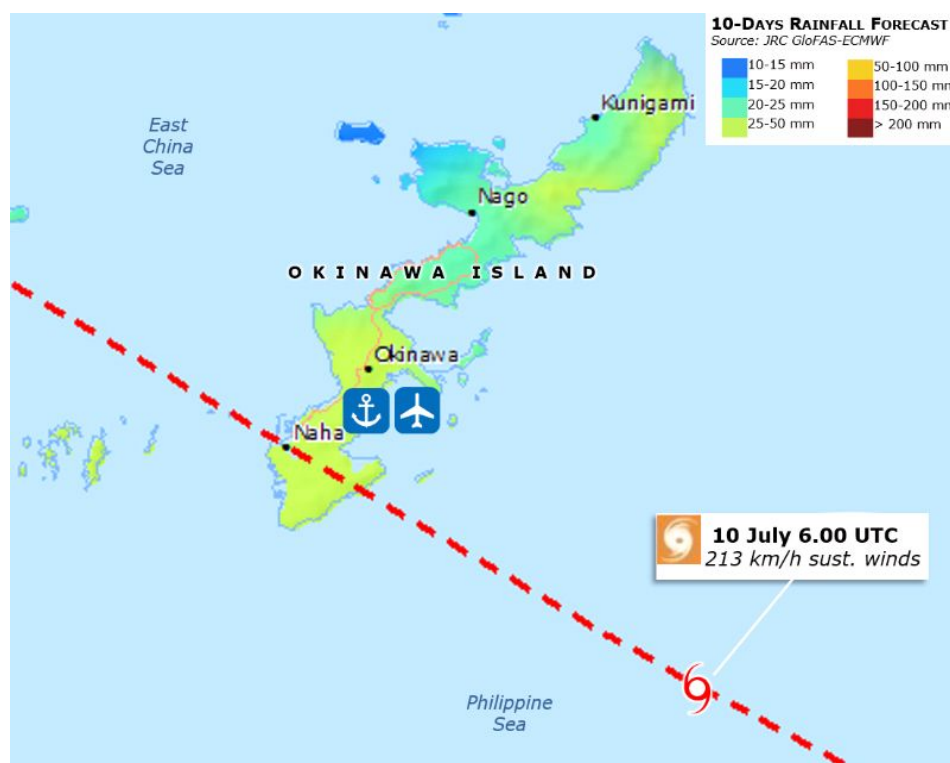 10-DAYS RAINFALL FORECAST
Source: JRC GloFAS-ECMWF
10-15 mm
15-20 mm
20-25 mm
25-50 mm
50-100 mm
100-150 mm
150-200 mm
> 200 mm
Kunigami
East
China
Sea
Nago
OKINAWA ISLAND
Okinawa
Naha
10 July 6.00 UTC
213 km/h sust. winds
Philippine
Sea